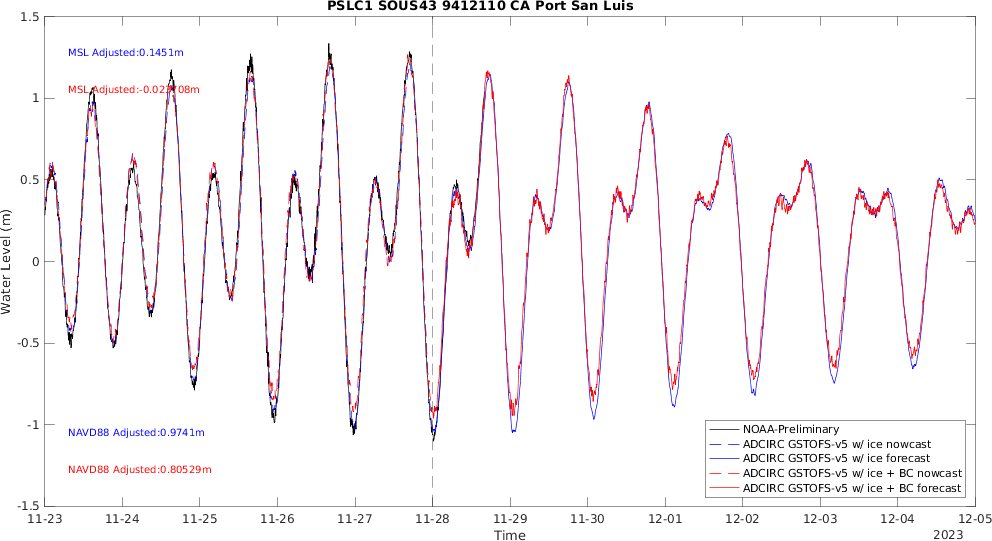 PSLC1 SOUS43 9412110 CA Port San Luis
1.5
1
0.5
0
-0.5
-1
-1.5
Water Level (m)
MSL Adjusted:0.1451m
MSL Adjusted:
NAVD88 Adjusted:0.9741m
NAVD88 Adjusted:0.80529m
NOAA-Preliminary
ADCIRC GSTOFS-v5 w/ ice nowcast
ADCIRC GSTOFS-v5 w/ ice forecast
ADCIRC GSTOFS-v5 w/ ice + BC nowcast
ADCIRC GSTOFS-v5 w/ ice + BC forecast
11-23 11-24 11-25 11-26 11-27 11-28 11-29 11-30 12-01 12-02 12-03 12-04 12-05
Time
2023